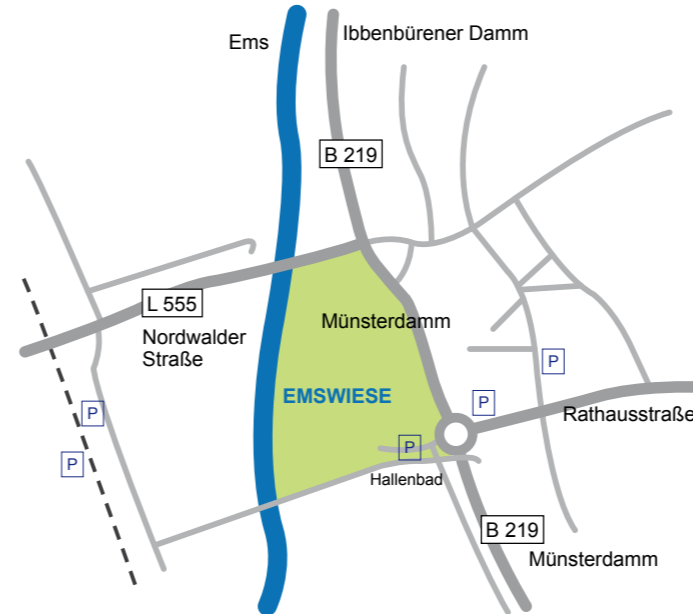 Ems
Ibbenbürener Damm
B 219
L 555
Nordwalder
Straße
Münsterdamm
EMSWIESE
P
P
P
P
P
Rathausstraße
Hallenbad
B 219
Münsterdamm